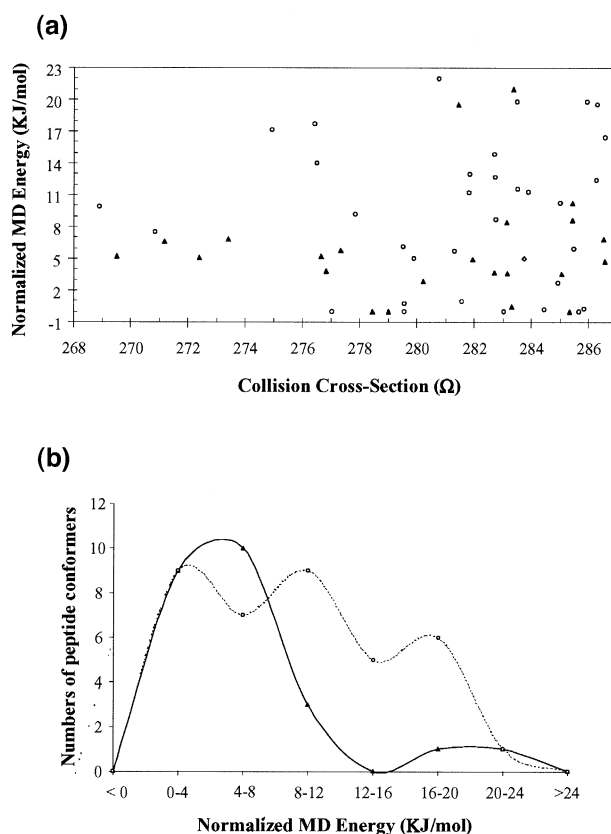 (a)
Normalized MD Energy (KJ/mol)
23
20
17
14
11
8
5
2
-1
268 270 272 274 276 278 280 282 284 286
Collision Cross-Section (Ω)
(b)
Numbers of peptide conformers
12
10
8
6
4
2
0
< 0 0-4 4-8 8-12 12-16 16-20 20-24 >24
Normalized MD Energy (KJ/mol)